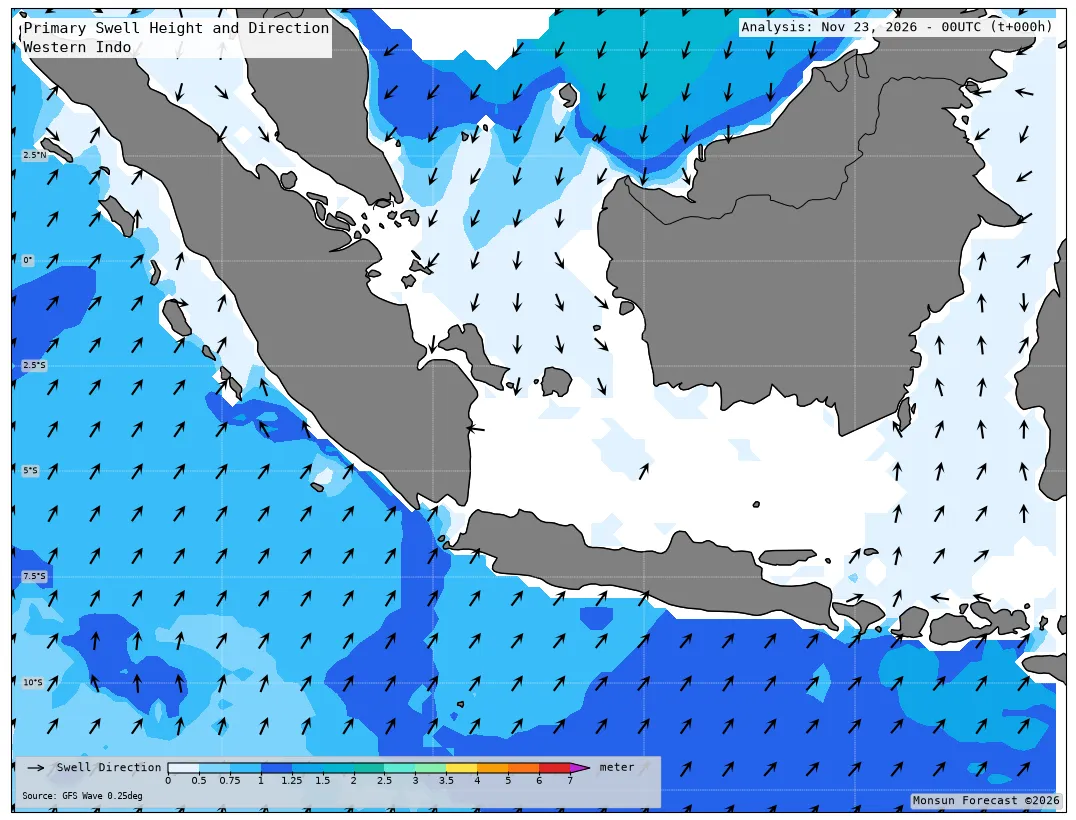 Primary Swell Height and Direction
Western Indo
Analysis: Nov 23, 2026 - 00UTC (t+000h)
2.5°N
0°
2.5°S
5°S
7.5°S
10°S
Swell Direction
meter
0 0.5 0.75 1 1.25 1.5 2 2.5 3 3.5 4 5 6 7
Source: GFS Wave 0.25deg
Monsun Forecast ©2026